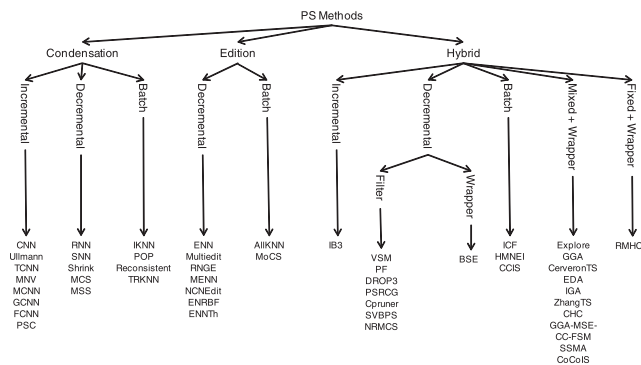 PS Methods
Condensation
Edition
Hybrid
Incremental
Decremental
Batch
Decremental
Batch
Incremental
Decremental
Batch
Mixed + Wrapper
Fixed + Wrapper
Filter
Wrapper
CNN
Ullmann
TCNN
MNV
MCNN
GCNN
FCNN
PSC
RNN
SNN
Shrink
MCS
MSS
IKNN
POP
Reconsistent
TRKNN
ENN
Multiedit
RNGE
MENN
NCNEdit
ENRBF
ENNTh
AllKNN
MoCS
IB3
VSM
PF
DROP3
PSRCG
Cpruner
SVBPS
NRMCS
BSE
ICF
HMNEI
CCIS
Explore
GGA
CerveronTS
EDA
IGA
ZhangTS
CHC
GGA-MSE-
CC-FSM
SSMA
CoCoIS
RMHC